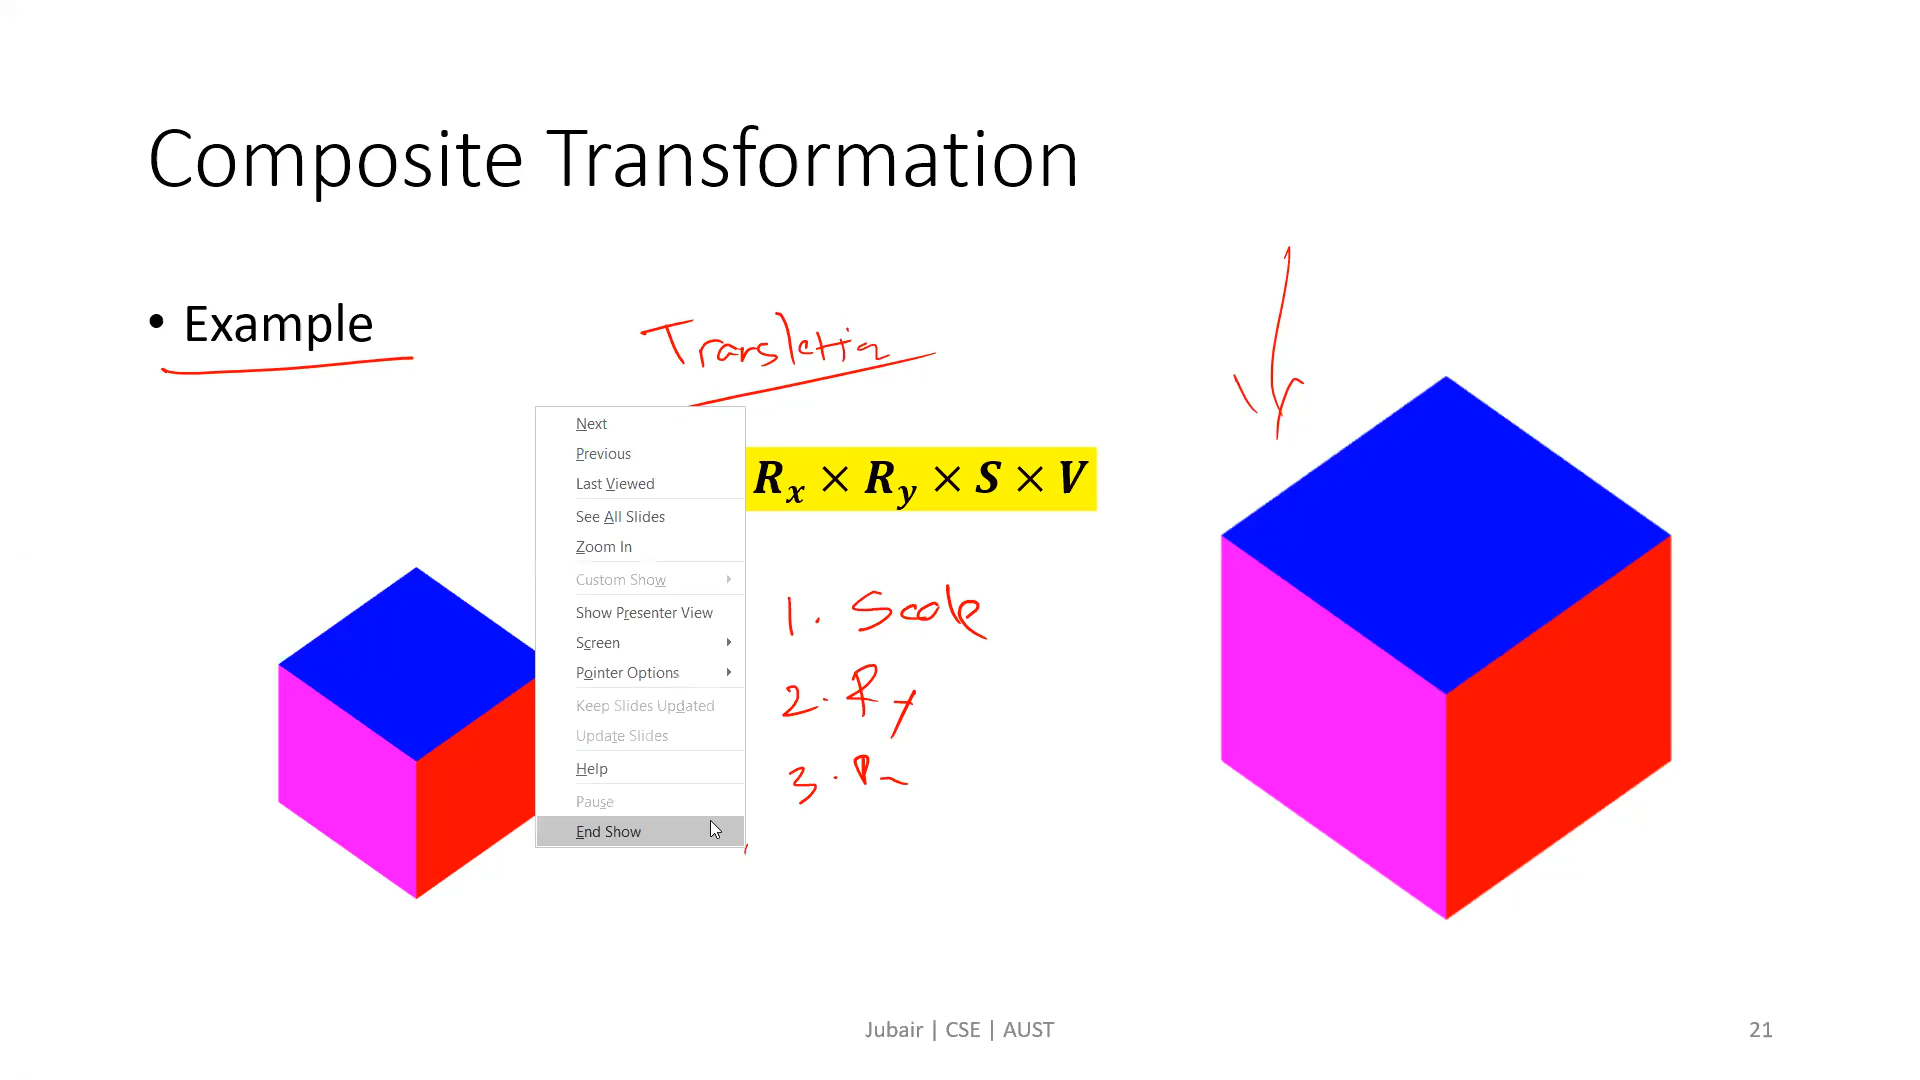 Composite Transformation
• Example
Next
Previous
Last Viewed
See All Slides
Zoom In
Custom Show
Show Presenter View
Screen
Pointer Options
Keep Slides Updated
Update Slides
Help
Pause
End Show
Rx × Ry × S × V
1. Scale
2. Ry
3.
Jubair | CSE | AUST
21